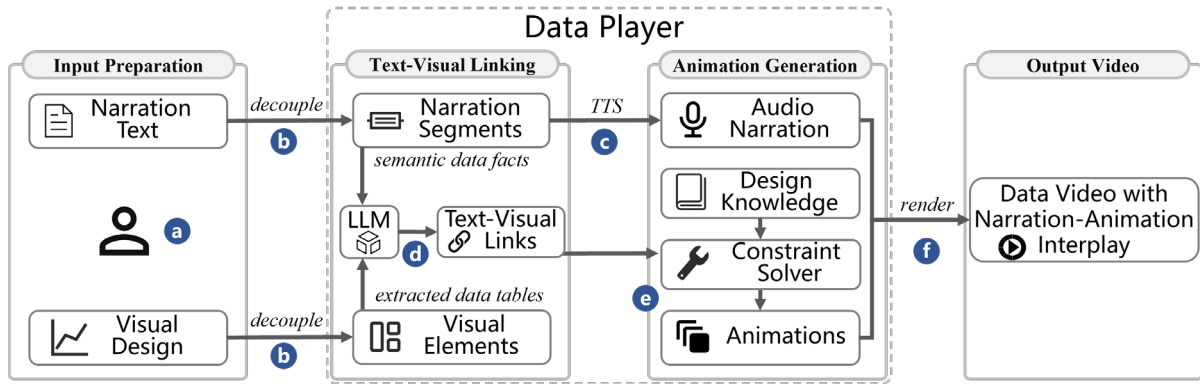 Data Player
Input Preparation
Narration
Text
a
Visual
Design
decouple
b
decouple
b
Text-Visual Linking
Narration
Segments
semantic data facts
LLM
d
Text-Visual
Links
extracted data tables
Visual
Elements
TTS
c
Animation Generation
Audio
Narration
Design
Knowledge
Constraint
Solver
e
Animations
render
f
Output Video
Data Video with
Narration-Animation
Interplay